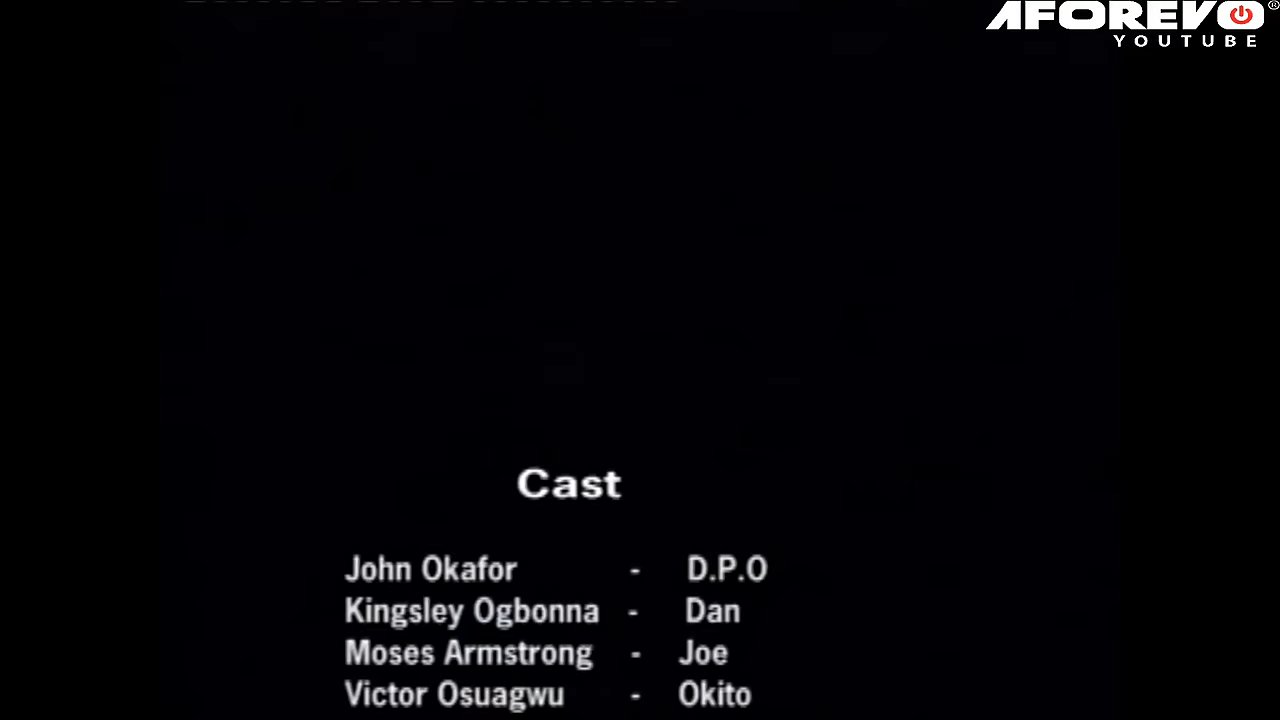 AFOREVO®
YOUTUBE
Cast
John Okafor - D.P.O
Kingsley Ogbonna - Dan
Moses Armstrong - Joe
Victor Osuagwu - Okito